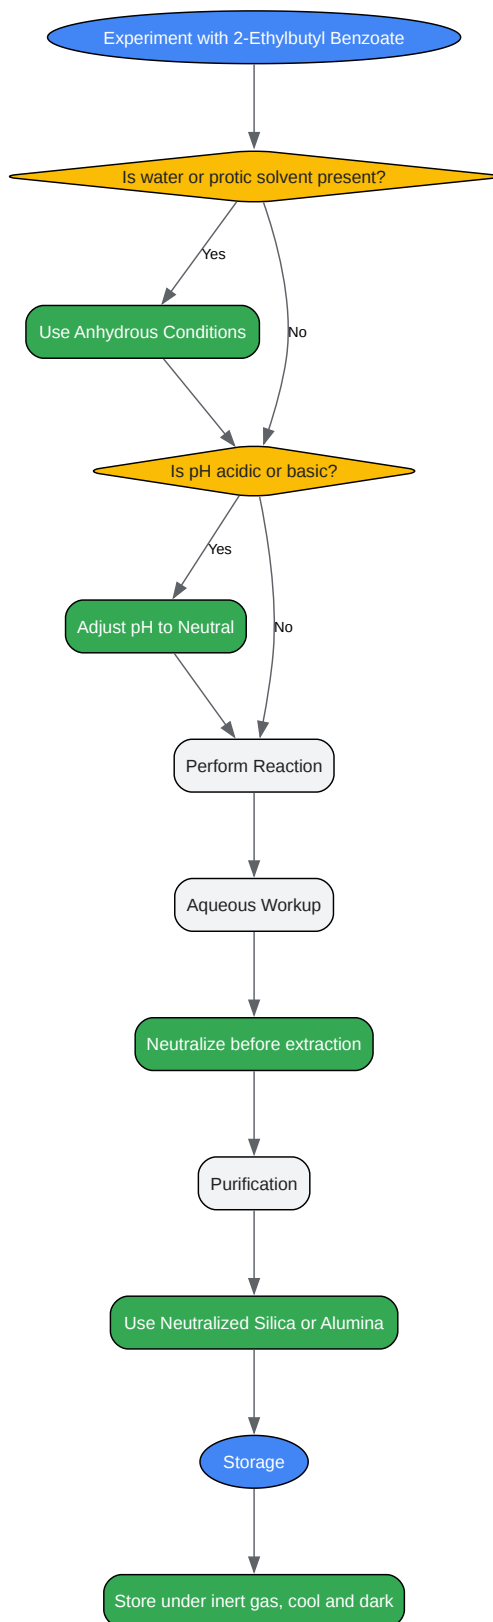 Experiment with 2-Ethylbutyl Benzoate
Is water or protic solvent present?
Yes
Use Anhydrous Conditions
No
Is pH acidic or basic?
Yes
Adjust pH to Neutral
No
Perform Reaction
Aqueous Workup
Neutralize before extraction
Purification
Use Neutralized Silica or Alumina
Storage
Store under inert gas, cool and dark